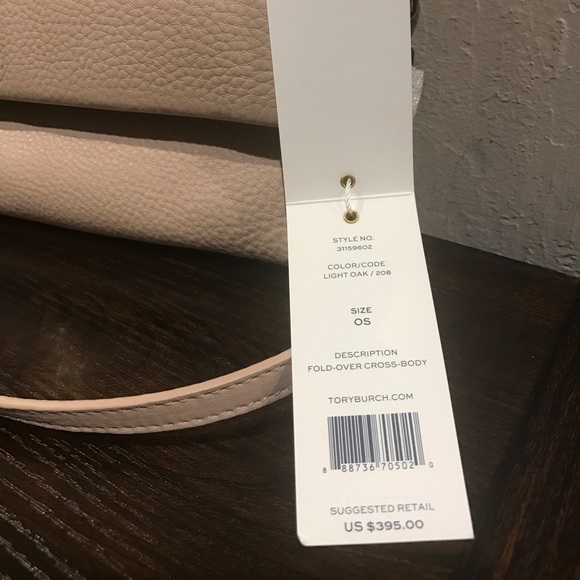 STYLE NO.
31159602
COLOR/CODE
LIGHT OAK / 208
SIZE
OS
DESCRIPTION
FOLD-OVER CROSS-BODY
TORYBURCH.COM
8 88736 70502 0
SUGGESTED RETAIL
US $395.00